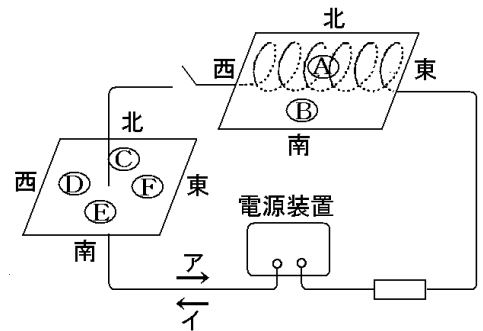 北
西
Ⓐ
東
Ⓑ
南
北
Ⓒ
西
Ⓓ
Ⓕ
東
Ⓔ
南
電源装置
ア
イ